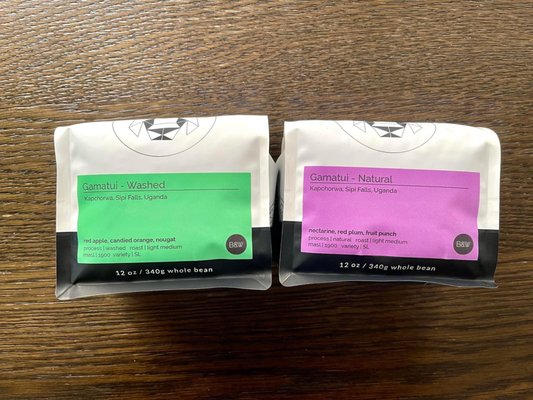 Gamatui - Washed
Kapchorwa, Sipi Falls, Uganda
red apple, candied orange, nougat
process | washed roast | light medium
masl | 1900 variety | SL
B&W
12 oz / 340g whole bean
Gamatui - Natural
Kapchorwa, Sipi Falls, Uganda
nectarine, red plum, fruit punch
process | natural roast | light medium
masl | 1900 variety | SL
B&W
12 oz / 340g whole bean